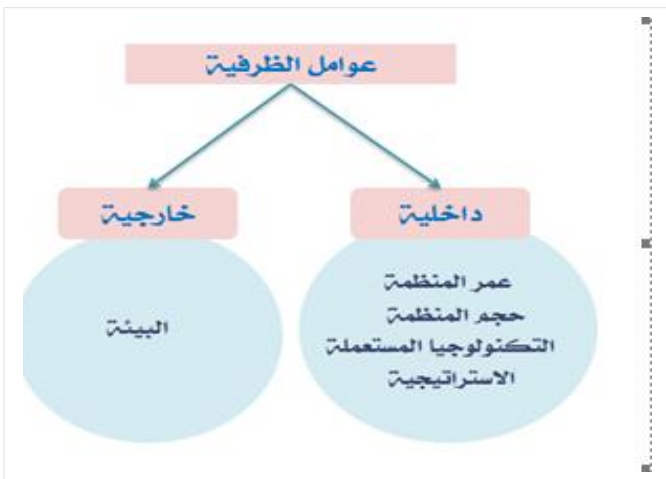 عوامل الظرفية
داخلية
عمر المنظمة
حجم المنظمة
التكنولوجيا المستعملة
الاستراتيجية
خارجية
البيئة